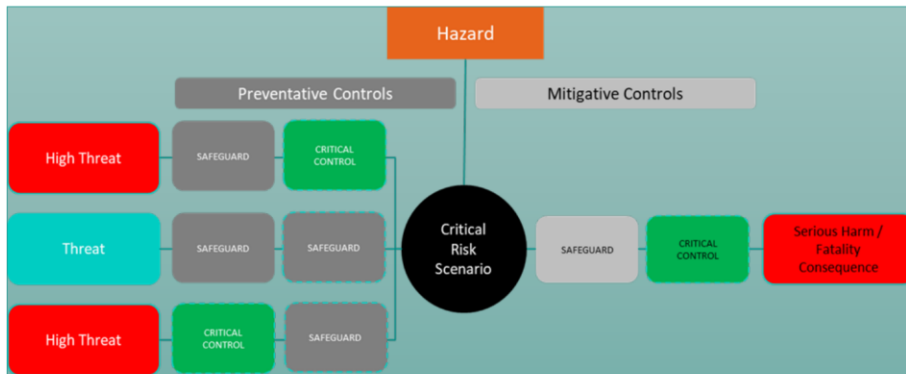 Hazard
Preventative Controls
Mitigative Controls
High Threat
SAFEGUARD
CRITICAL
CONTROL
Threat
SAFEGUARD
SAFEGUARD
Critical
Risk
Scenario
SAFEGUARD
CRITICAL
CONTROL
Serious Harm /
Fatality
Consequence
High Threat
CRITICAL
CONTROL
SAFEGUARD